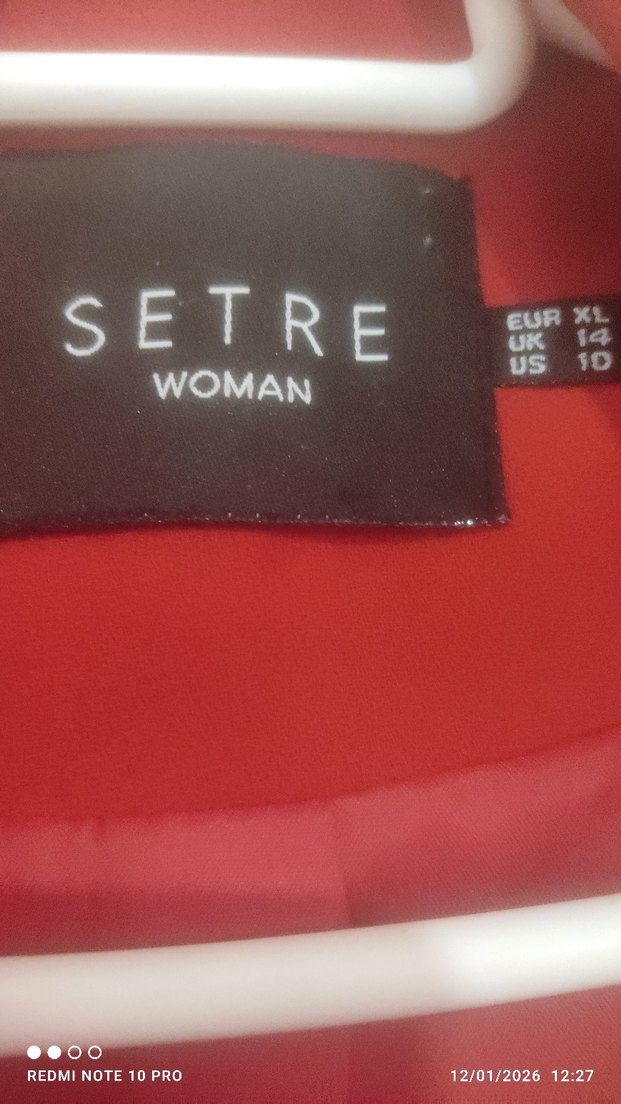 SETRE
WOMAN
EUR XL
UK 14
US 10
REDMI NOTE 10 PRO
12/01/2026 12:27